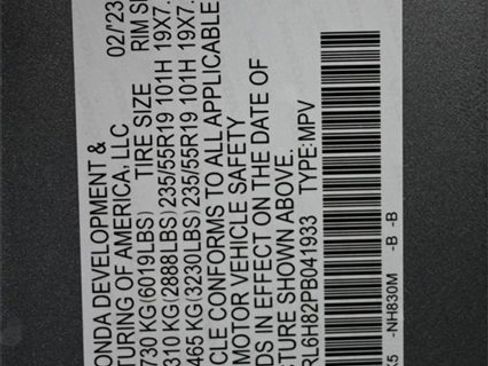 ONDA DEVELOPMENT & 02/23
TURING OF AMERICA, LLC
730 KG (6019LBS) TIRE SIZE RIM SI
310 KG (2888LBS) 235/55R19 101H 19X7.
465 KG (3230LBS) 235/55R19 101H 19X7.
CLE CONFORMS TO ALL APPLICABLE
MOTOR VEHICLE SAFETY
DS IN EFFECT ON THE DATE OF
CTURE SHOWN ABOVE.
RL6H82PB041933 TYPE: MPV
-NH830M -B -B